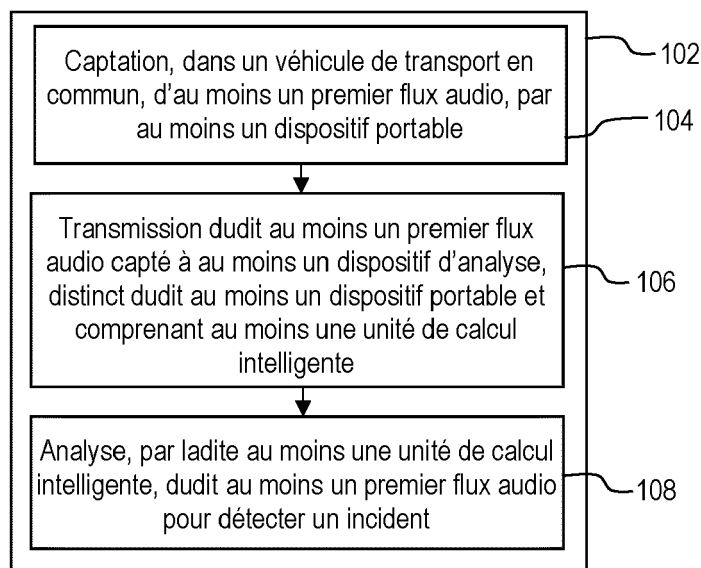 Captation, dans un véhicule de transport en
commun, d'au moins un premier flux audio, par
au moins un dispositif portable
102
104
Transmission dudit au moins un premier flux
audio capté à au moins un dispositif d'analyse,
distinct dudit au moins un dispositif portable et
comprenant au moins une unité de calcul
intelligente
106
Analyse, par ladite au moins une unité de calcul
intelligente, dudit au moins un premier flux audio
pour détecter un incident
108